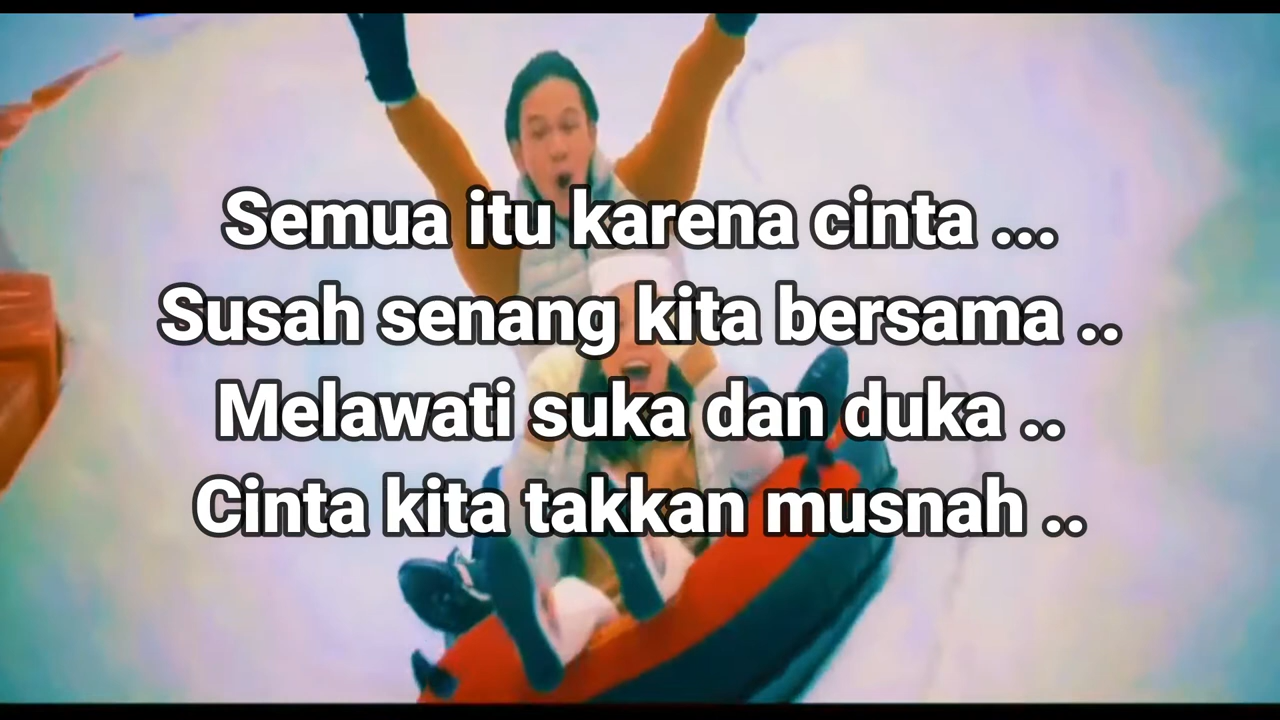 Semua itu karena cinta ...
Susah senang kita bersama ..
Melawati suka dan duka ..
Cinta kita takkan musnah ..